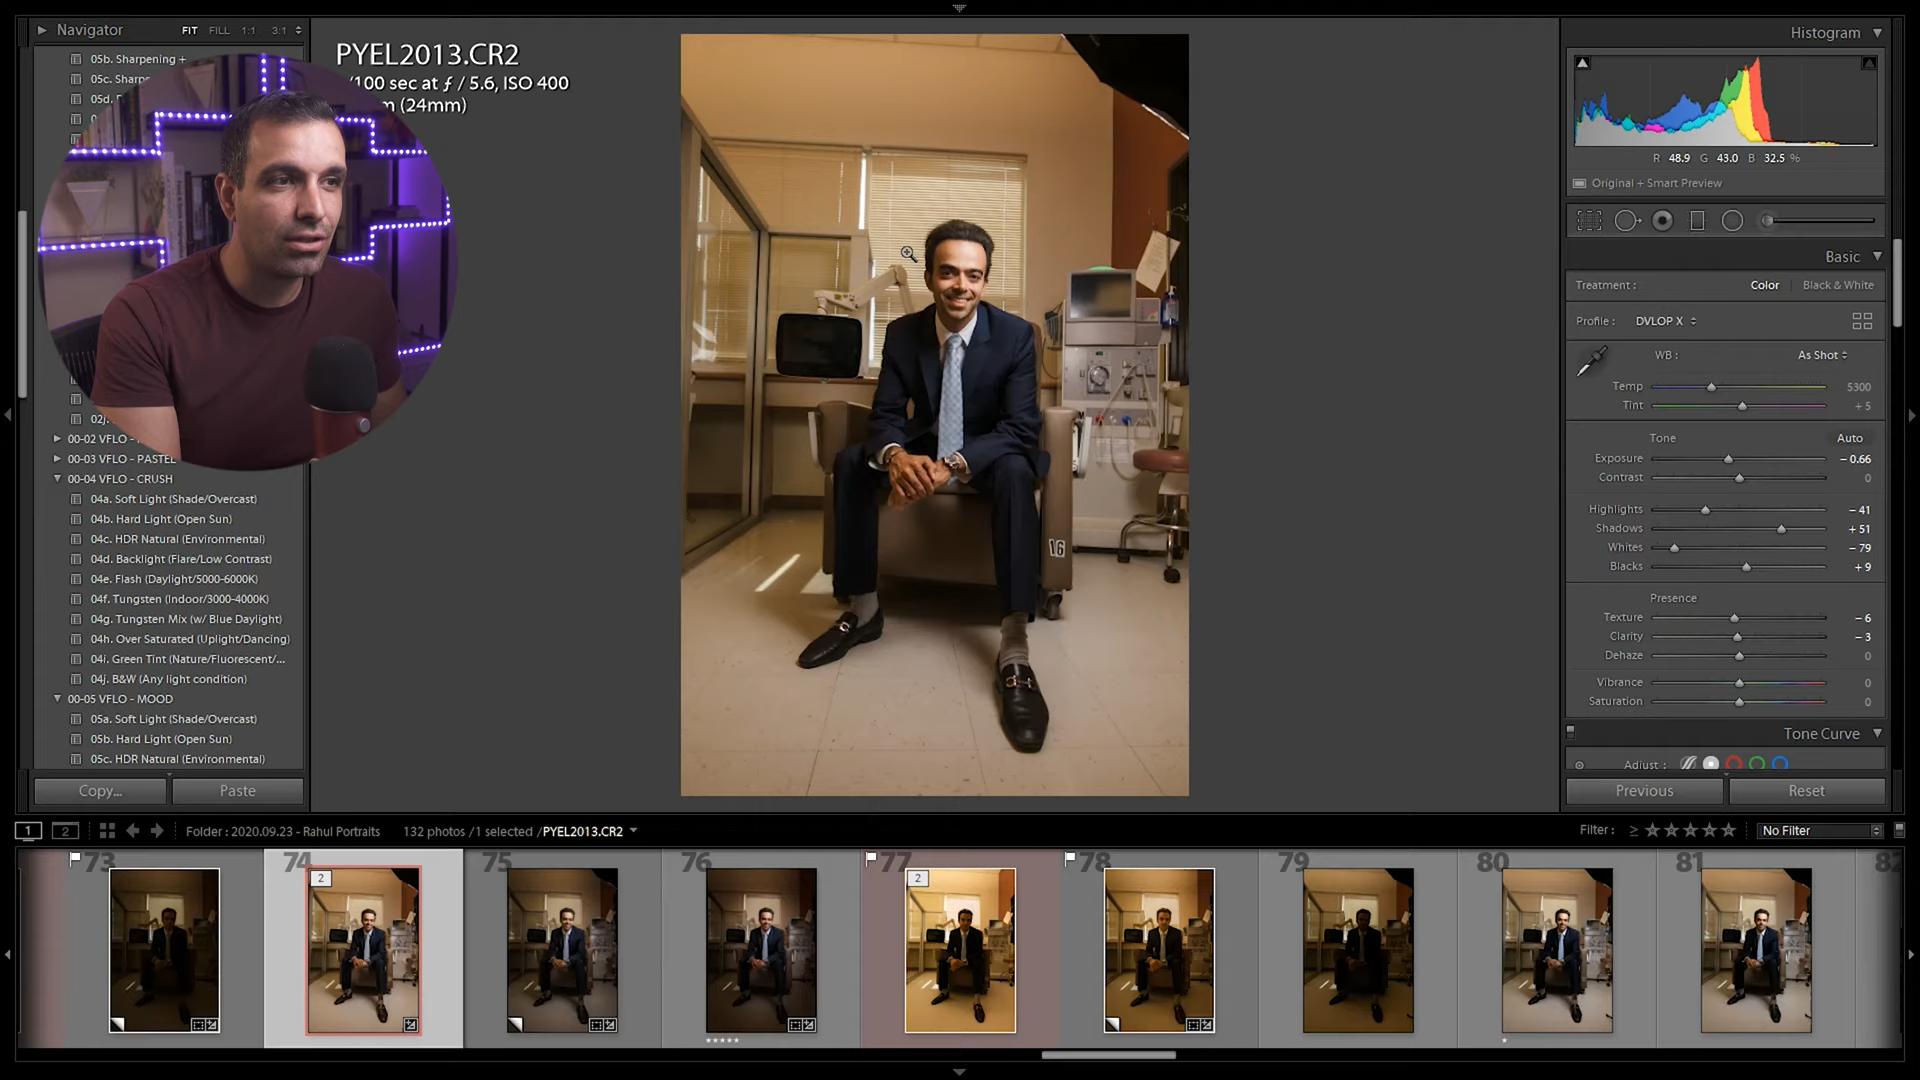 Navigator
FIT FILL 1:1 3:1
05b. Sharpening +
05c. Sharpe
05d.
02j.
00-02 VFLO -
00-03 VFLO - PASTEL
00-04 VFLO - CRUSH
04a. Soft Light (Shade/Overcast)
04b. Hard Light (Open Sun)
04c. HDR Natural (Environmental)
04d. Backlight (Flare/Low Contrast)
04e. Flash (Daylight/5000-6000K)
04f. Tungsten (Indoor/3000-4000K)
04g. Tungsten Mix (w/ Blue Daylight)
04h. Over Saturated (Uplight/Dancing)
04i. Green Tint (Nature/Fluorescent/...
04j. B&W (Any light condition)
00-05 VFLO - MOOD
05a. Soft Light (Shade/Overcast)
05b. Hard Light (Open Sun)
05c. HDR Natural (Environmental)
Copy...
Paste
PYEL2013.CR2
/100 sec at ƒ / 5.6, ISO 400
m (24mm)
16
Histogram
R 48.9 G 43.0 B 32.5 %
Original + Smart Preview
Basic
Treatment : Color Black & White
Profile : DVLOP X
WB : As Shot
Temp 5300
Tint + 5
Tone Auto
Exposure − 0.66
Contrast 0
Highlights − 41
Shadows + 51
Whites − 79
Blacks + 9
Presence
Texture − 6
Clarity − 3
Dehaze 0
Vibrance 0
Saturation 0
Tone Curve
Adjust :
Previous
Reset
1 2
Folder : 2020.09.23 - Rahul Portraits
132 photos / 1 selected / PYEL2013.CR2
Filter : ≥ ★★★★★
No Filter
73 74 75 76 77 78 79 80 81 82
2
2